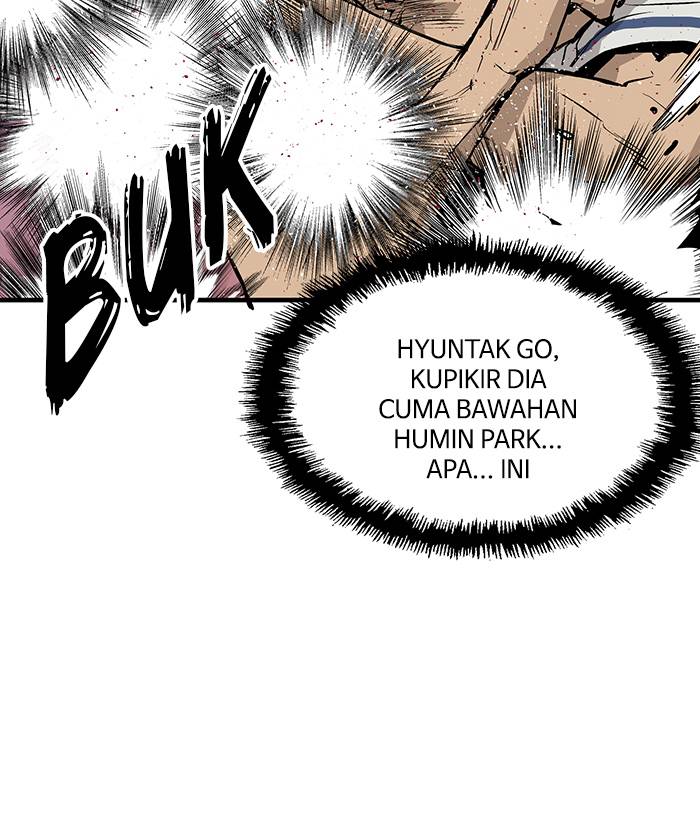 BUK
HYUNTAK GO,
KUPIKIR DIA
CUMA BAWAHAN
HUMIN PARK...
APA... INI